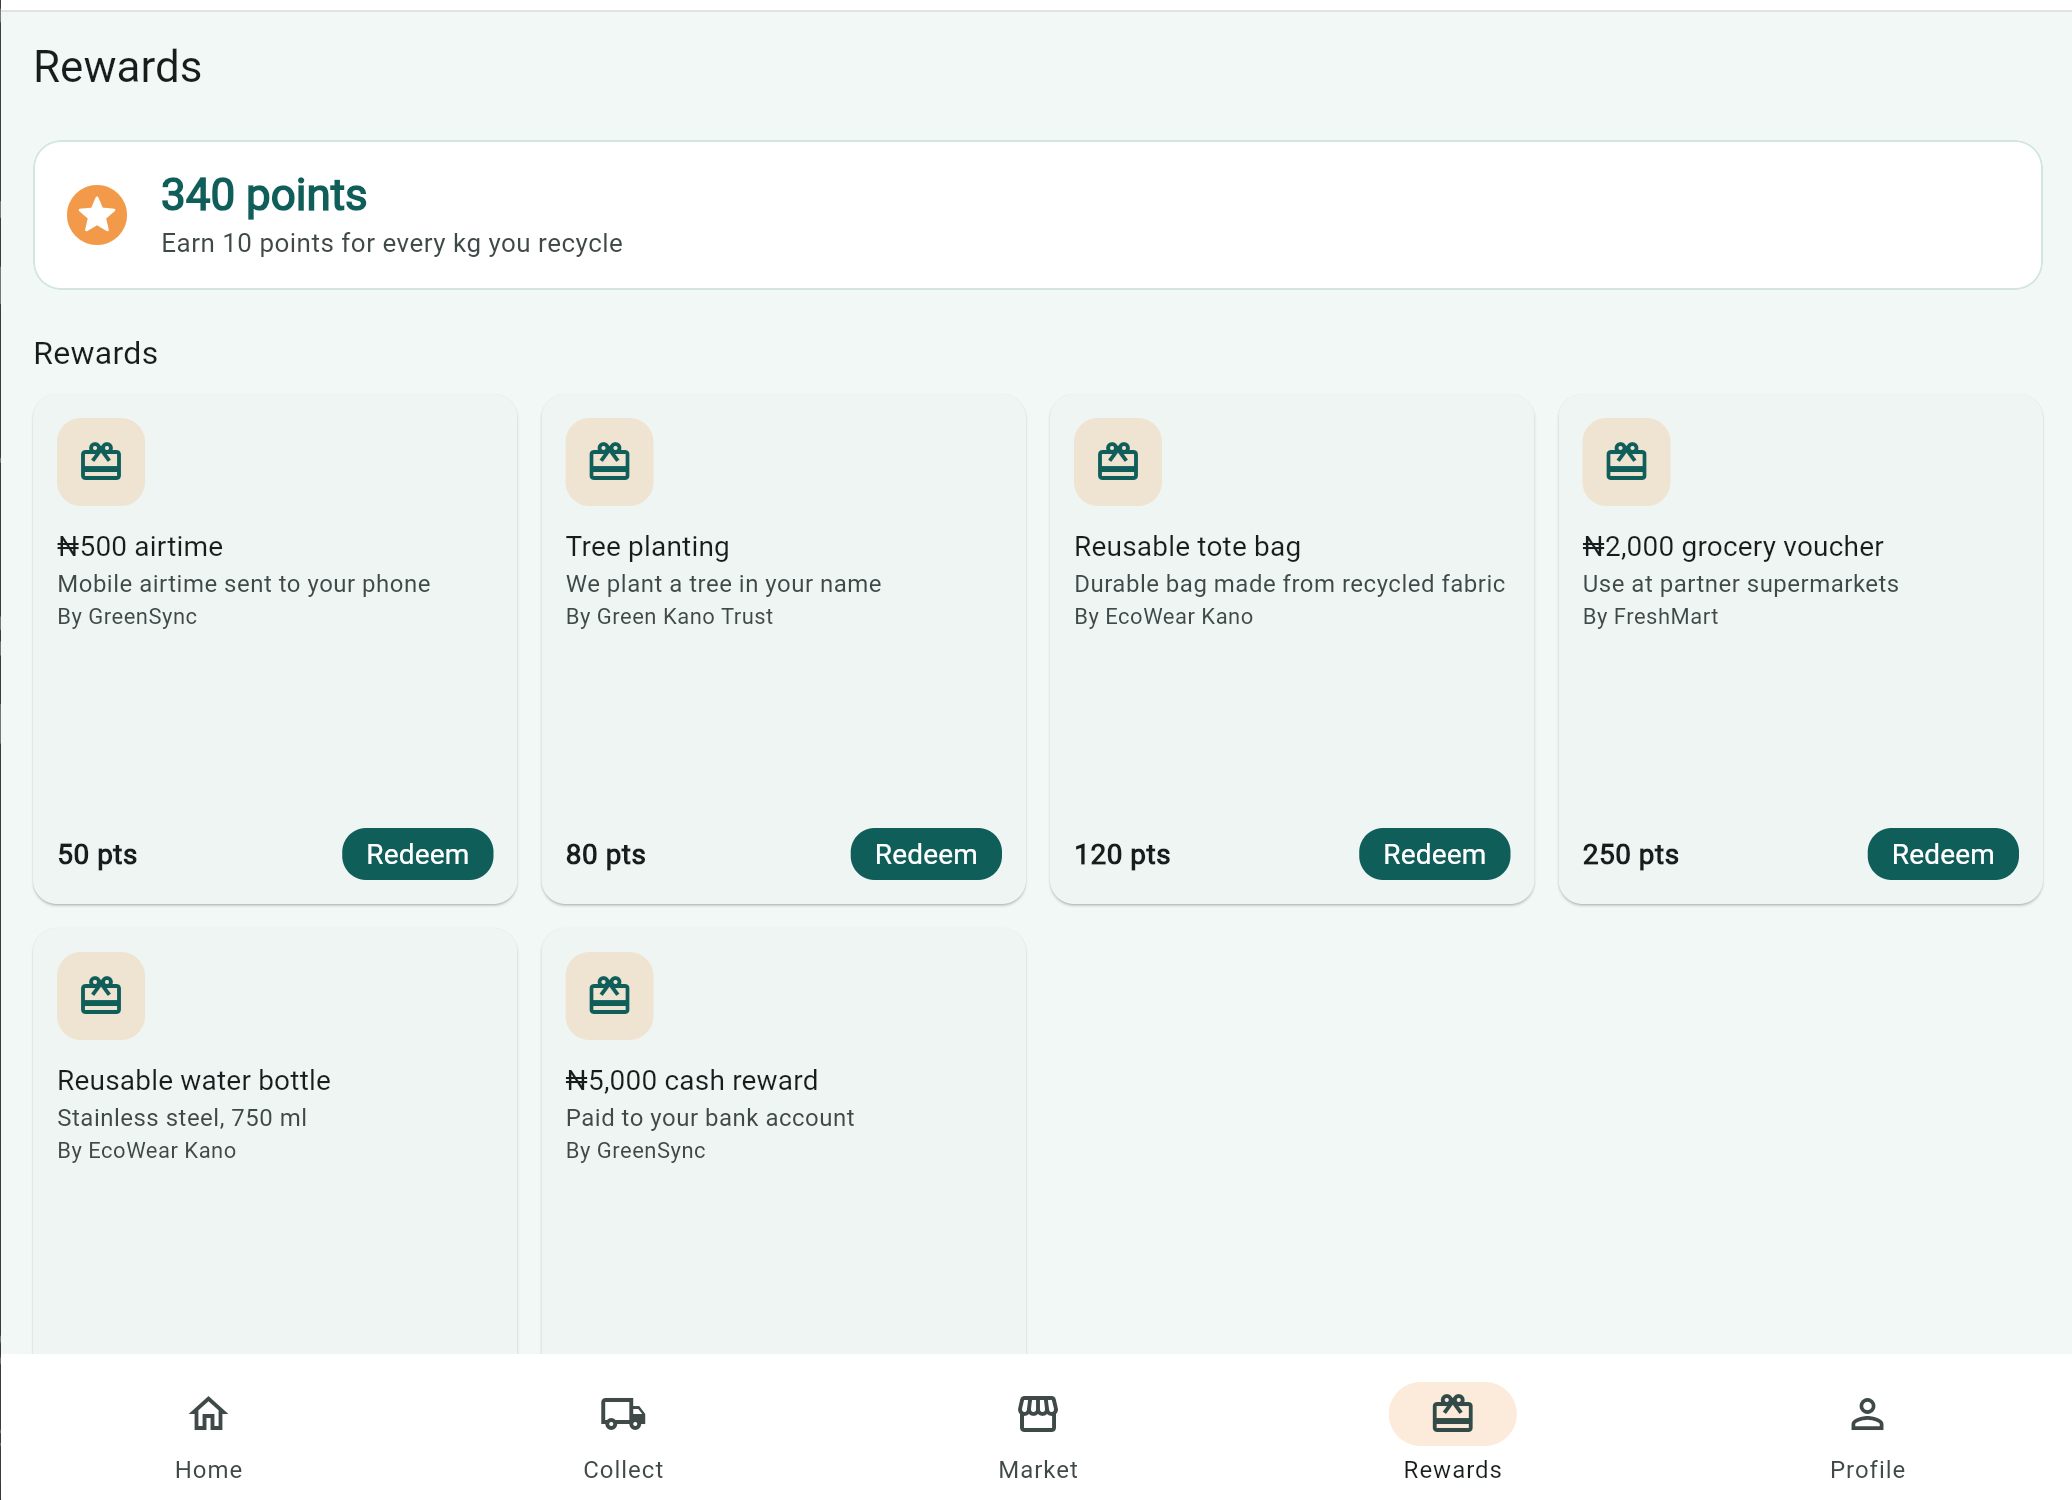 Rewards
340 points
Earn 10 points for every kg you recycle
Rewards
₦500 airtime
Mobile airtime sent to your phone
By GreenSync
50 pts
Redeem
Tree planting
We plant a tree in your name
By Green Kano Trust
80 pts
Redeem
Reusable tote bag
Durable bag made from recycled fabric
By EcoWear Kano
120 pts
Redeem
₦2,000 grocery voucher
Use at partner supermarkets
By FreshMart
250 pts
Redeem
Reusable water bottle
Stainless steel, 750 ml
By EcoWear Kano
₦5,000 cash reward
Paid to your bank account
By GreenSync
Home
Collect
Market
Rewards
Profile